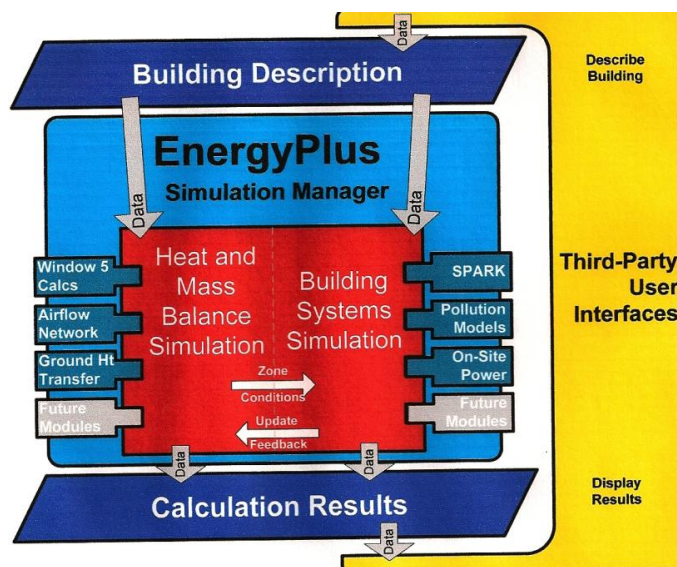 Data
Building Description
Describe
Building
EnergyPlus
Simulation Manager
Data
Data
Heat and
Mass
Balance
Simulation
Building
Systems
Simulation
Window 5
Calcs
Airflow
Network
Ground Ht
Transfer
Future
Modules
SPARK
Pollution
Models
On-Site
Power
Future
Modules
Zone
Conditions
Update
Feedback
Third-Party
User
Interfaces
Data
Data
Calculation Results
Display
Results
Data